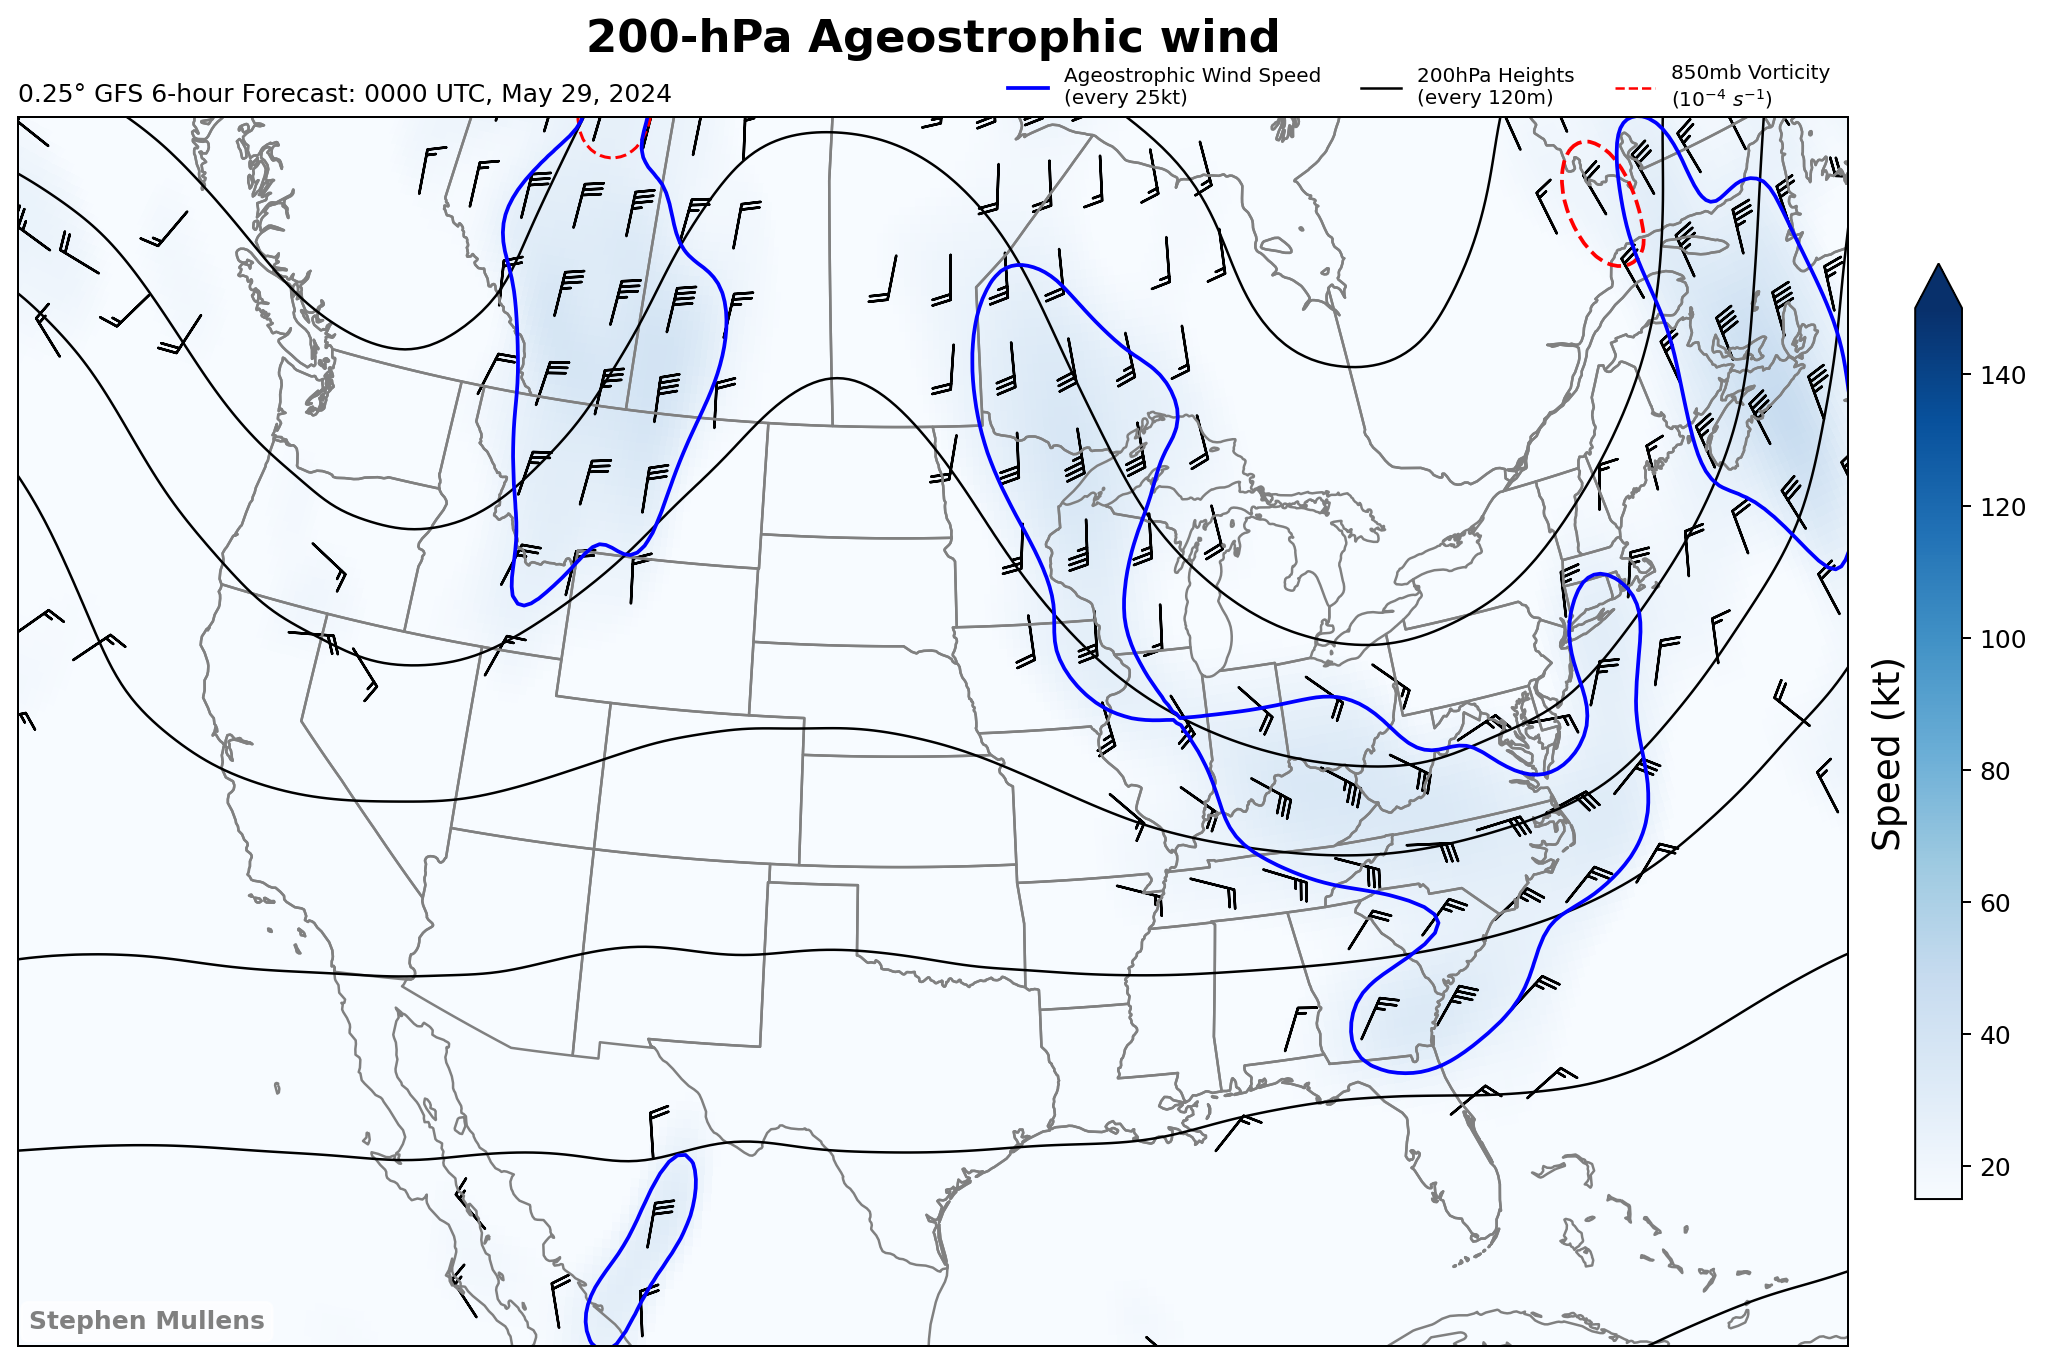 200-hPa Ageostrophic wind
0.25° GFS 6-hour Forecast: 0000 UTC, May 29, 2024
Ageostrophic Wind Speed
(every 25kt)
200hPa Heights
(every 120m)
850mb Vorticity
(10⁻⁴ s⁻¹)
140
120
100
80
60
40
20
Speed (kt)
Stephen Mullens